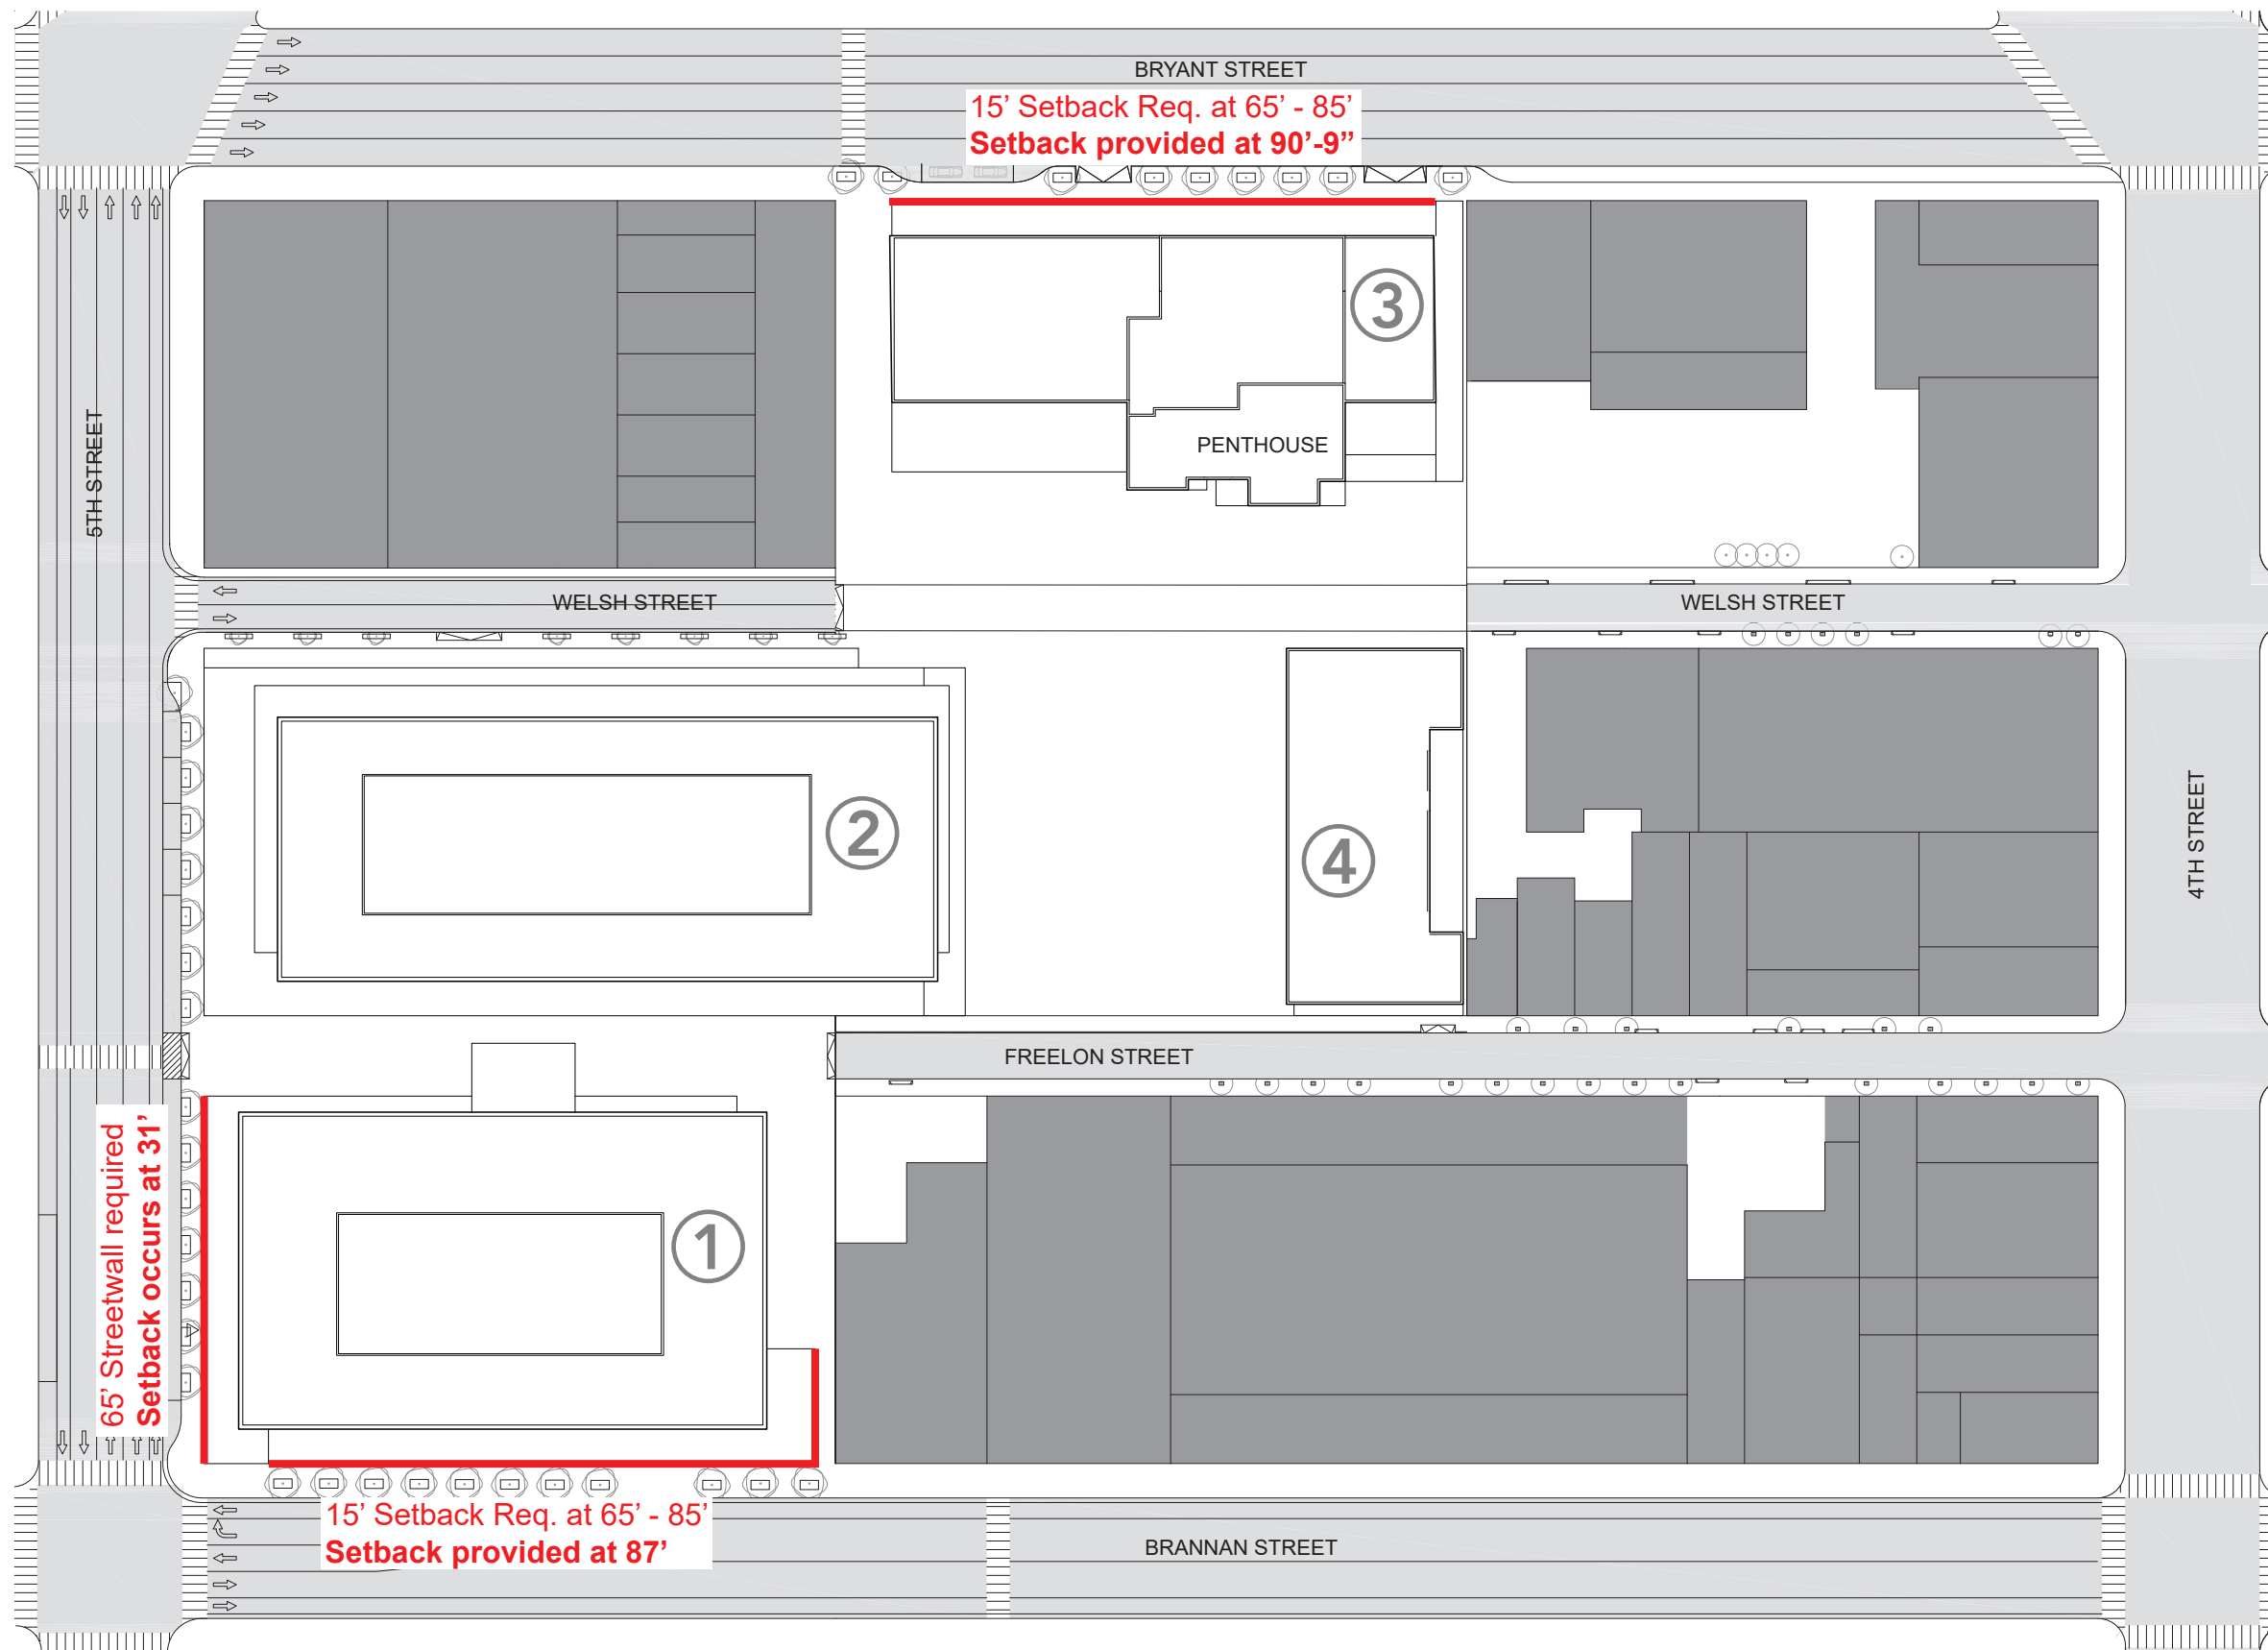 BRYANT STREET
15’ Setback Req. at 65’ - 85’
Setback provided at 90’-9”
3
PENTHOUSE
5TH STREET
WELSH STREET
WELSH STREET
2
4
4TH STREET
FREELON STREET
65’ Streetwall required
Setback occurs at 31’
1
15’ Setback Req. at 65’ - 85’
Setback provided at 87’
BRANNAN STREET